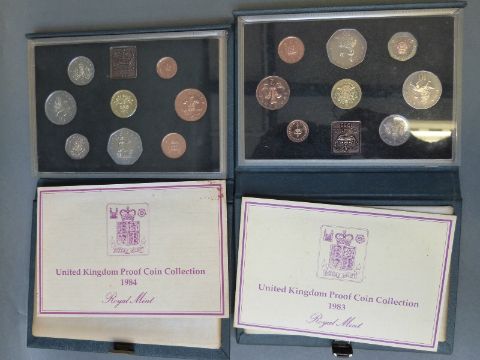 United Kingdom Proof Coin Collection
1984
Royal Mint
United Kingdom Proof Coin Collection
1983
Royal Mint